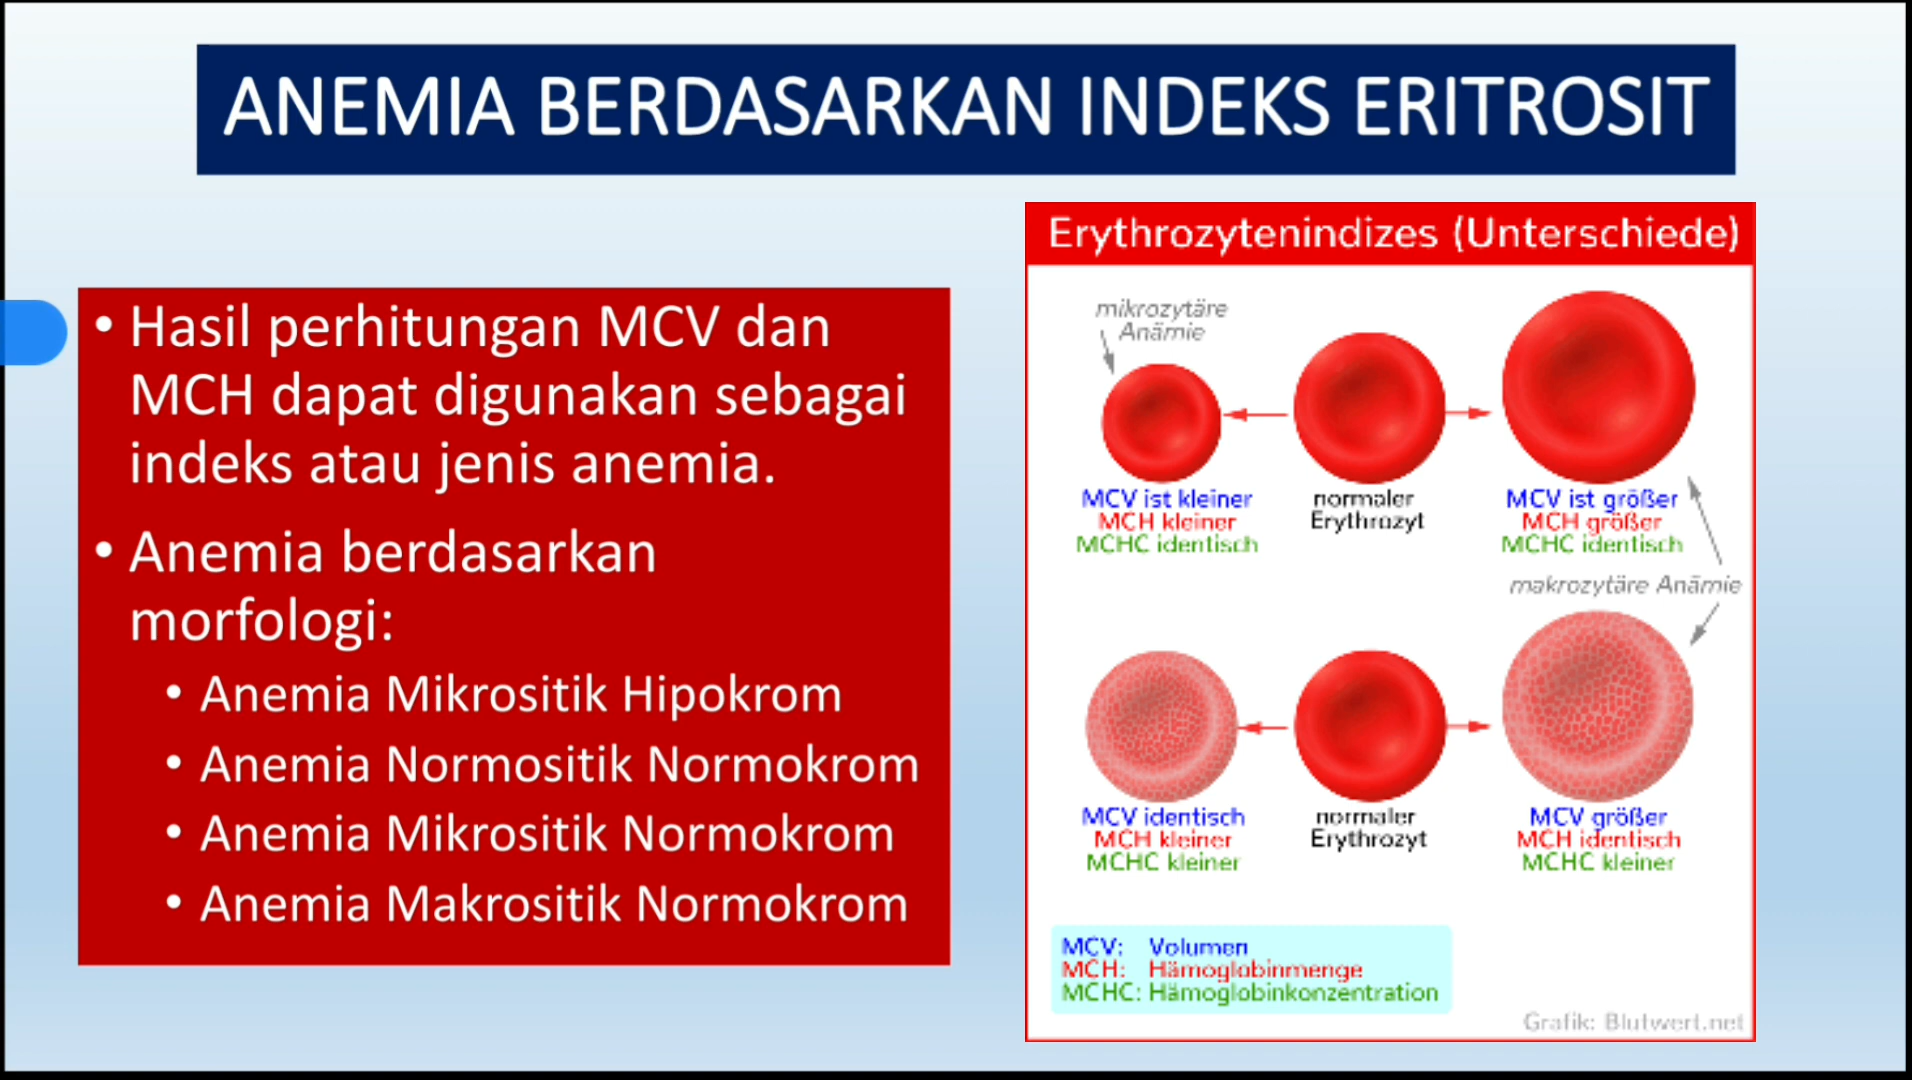 ANEMIA BERDASARKAN INDEKS ERITROSIT
• Hasil perhitungan MCV dan
MCH dapat digunakan sebagai
indeks atau jenis anemia.
• Anemia berdasarkan
morfologi:
• Anemia Mikrositik Hipokrom
• Anemia Normositik Normokrom
• Anemia Mikrositik Normokrom
• Anemia Makrositik Normokrom
Erythrozytenindizes (Unterschiede)
mikrozytäre
Anämie
MCV ist kleiner
MCH kleiner
MCHC identisch
normaler
Erythrozyt
MCV ist größer
MCH größer
MCHC identisch
makrozytäre Anämie
MCV identisch
MCH kleiner
MCHC kleiner
normaler
Erythrozyt
MCV größer
MCH identisch
MCHC kleiner
MCV: Volumen
MCH: Hämoglobinmenge
MCHC: Hämoglobinkonzentration
Grafik: Blutwert.net